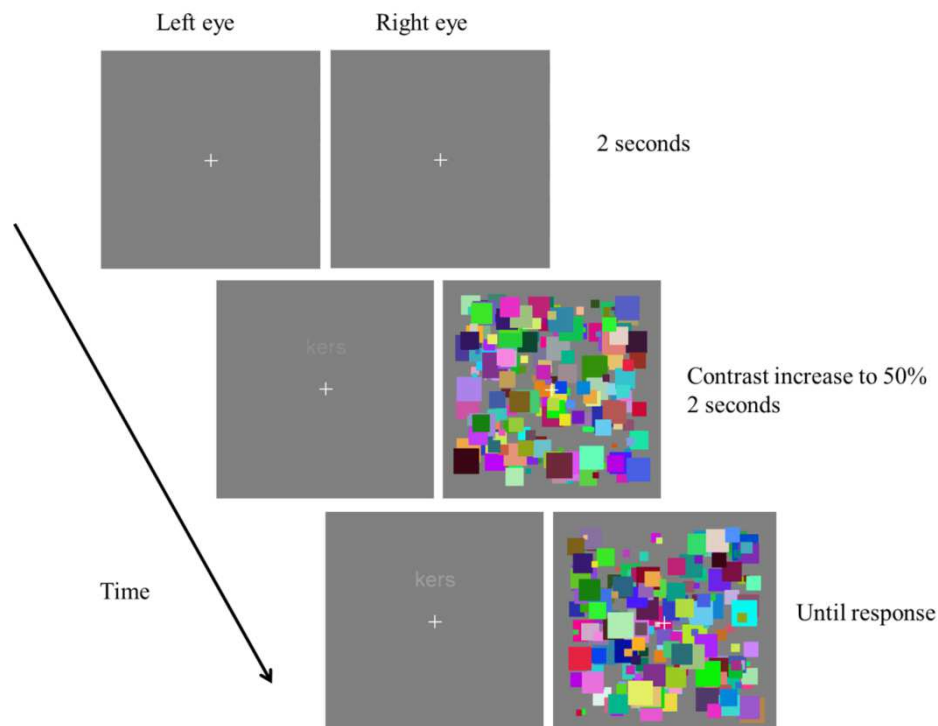 Left eye
Right eye
2 seconds
kers
Contrast increase to 50%
2 seconds
kers
Time
Until response